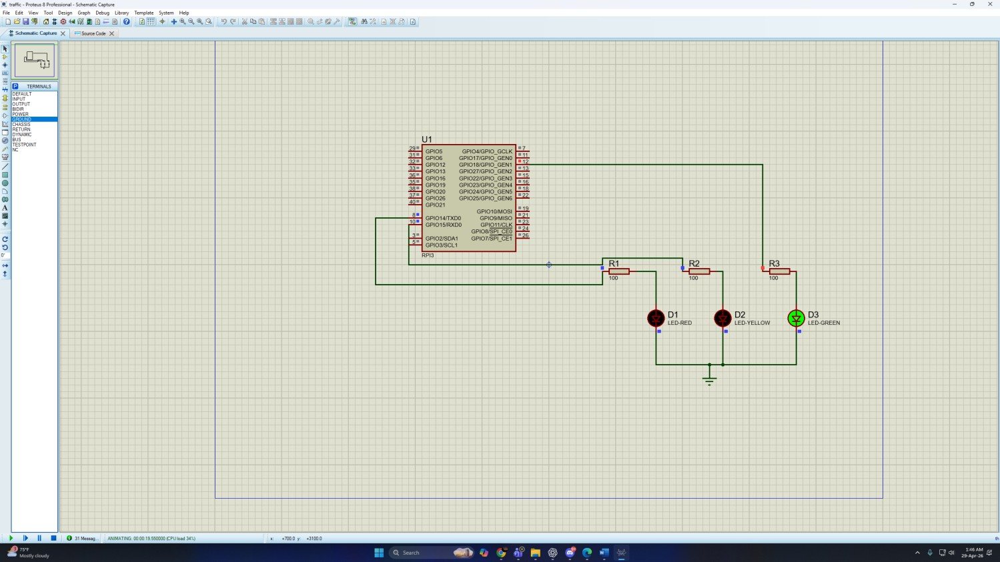 traffic - Proteus 8 Professional - Schematic Capture
File Edit View Tool Design Graph Debug Library Template System Help
Schematic Capture
Source Code
P TERMINALS
DEFAULT
INPUT
OUTPUT
BIDIR
POWER
GROUND
CHASSIS
RETURN
DYNAMIC
BUS
TESTPOINT
NC
U1
29 GPIO5 GPIO4/GPIO_GCLK 7
31 GPIO6 GPIO17/GPIO_GEN0 11
32 GPIO12 GPIO18/GPIO_GEN1 12
33 GPIO13 GPIO27/GPIO_GEN2 13
36 GPIO16 GPIO22/GPIO_GEN3 15
35 GPIO19 GPIO23/GPIO_GEN4 16
38 GPIO20 GPIO24/GPIO_GEN5 18
37 GPIO26 GPIO25/GPIO_GEN6 22
40 GPIO21
GPIO10/MOSI 19
8 GPIO14/TXD0 GPIO9/MISO 21
10 GPIO15/RXD0 GPIO11/CLK 23
GPIO8/SPI_CE0 24
3 GPIO2/SDA1 GPIO7/SPI_CE1 26
5 GPIO3/SCL1
RPI3
R1
100
R2
100
R3
100
D1
LED-RED
D2
LED-YELLOW
D3
LED-GREEN
0°
31 Messag...
ANIMATING: 00:00:19.550000 (CPU load 34%)
x: +700.0 y: +3100.0
th
75°F
Mostly cloudy
Search
1:46 AM
29-Apr-26